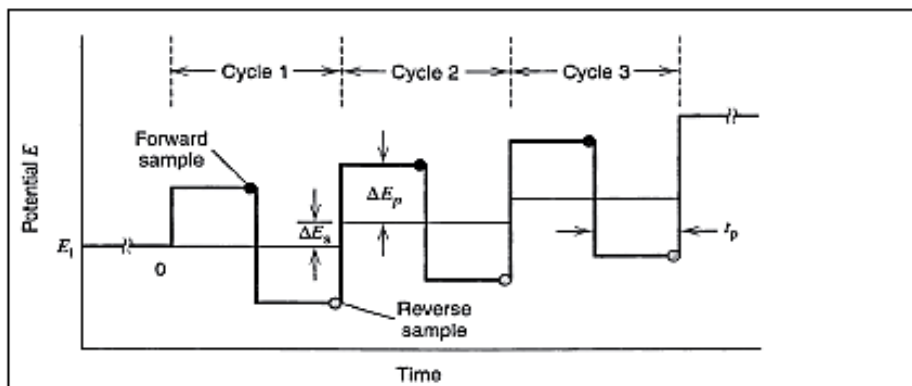 Cycle 1
Cycle 2
Cycle 3
Forward
sample
ΔEp
ΔEs
tp
Ei
0
Reverse
sample
Potential E
Time